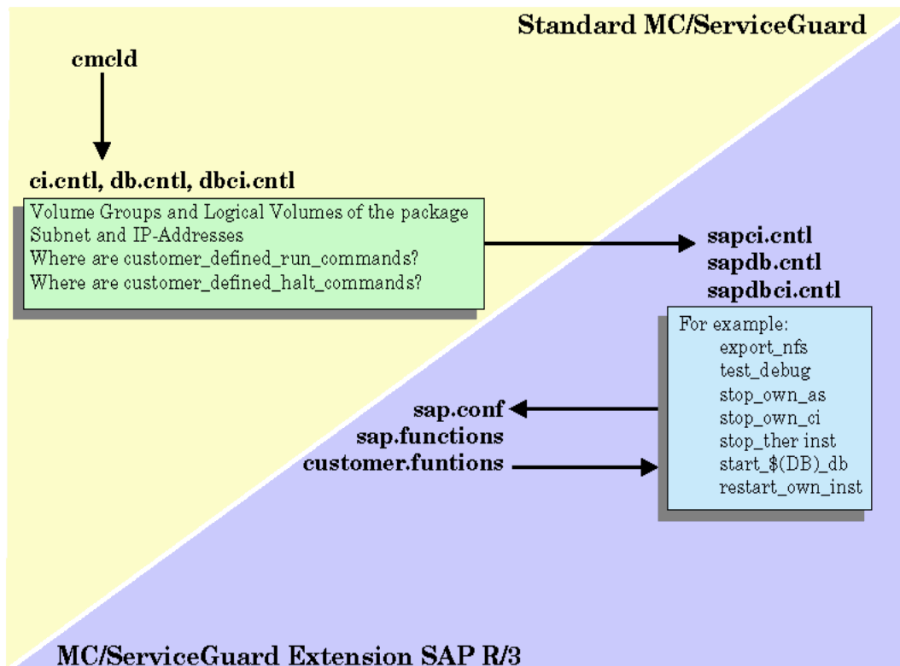 Standard MC/ServiceGuard
cmcld
ci.cntl, db.cntl, dbci.cntl
Volume Groups and Logical Volumes of the package
Subnet and IP-Addresses
Where are customer_defined_run_commands?
Where are customer_defined_halt_commands?
sapci.cntl
sapdb.cntl
sapdbci.cntl
For example:
export_nfs
test_debug
stop_own_as
stop_own_ci
stop_ther inst
start_$(DB)_db
restart_own_inst
sap.conf
sap.functions
customer.funtions
MC/ServiceGuard Extension SAP R/3